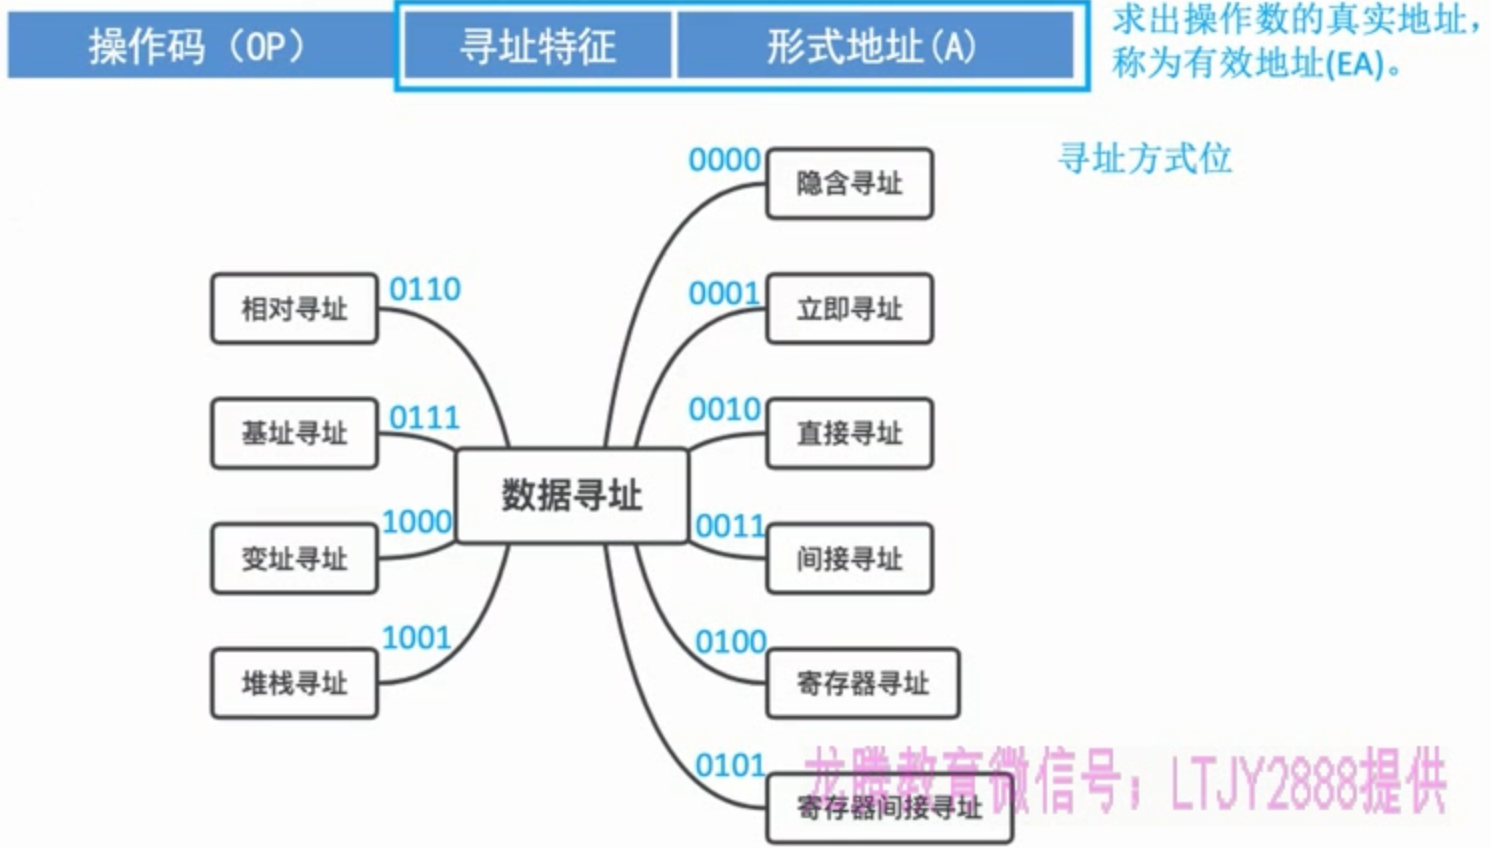 操作码（OP）
寻址特征
形式地址(A)
求出操作数的真实地址，
称为有效地址(EA)。
寻址方式位
0000
隐含寻址
0001
立即寻址
0010
直接寻址
0011
间接寻址
0100
寄存器寻址
0101
寄存器间接寻址
数据寻址
0110
相对寻址
0111
基址寻址
1000
变址寻址
1001
堆栈寻址
龙腾教育微信号；LTJY2888提供